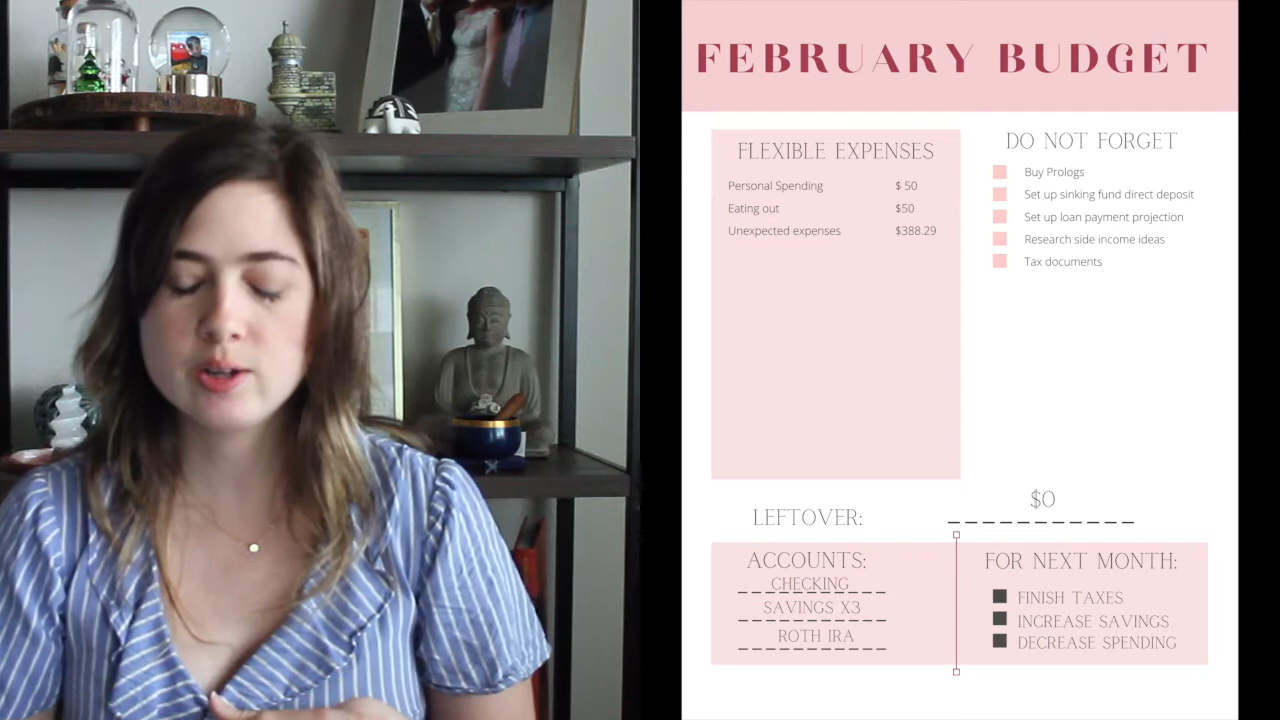 FEBRUARY BUDGET
FLEXIBLE EXPENSES
Personal Spending $ 50
Eating out $50
Unexpected expenses $388.29
DO NOT FORGET
Buy Prologs
Set up sinking fund direct deposit
Set up loan payment projection
Research side income ideas
Tax documents
LEFTOVER: $0
ACCOUNTS:
CHECKING
SAVINGS X3
ROTH IRA
FOR NEXT MONTH:
FINISH TAXES
INCREASE SAVINGS
DECREASE SPENDING